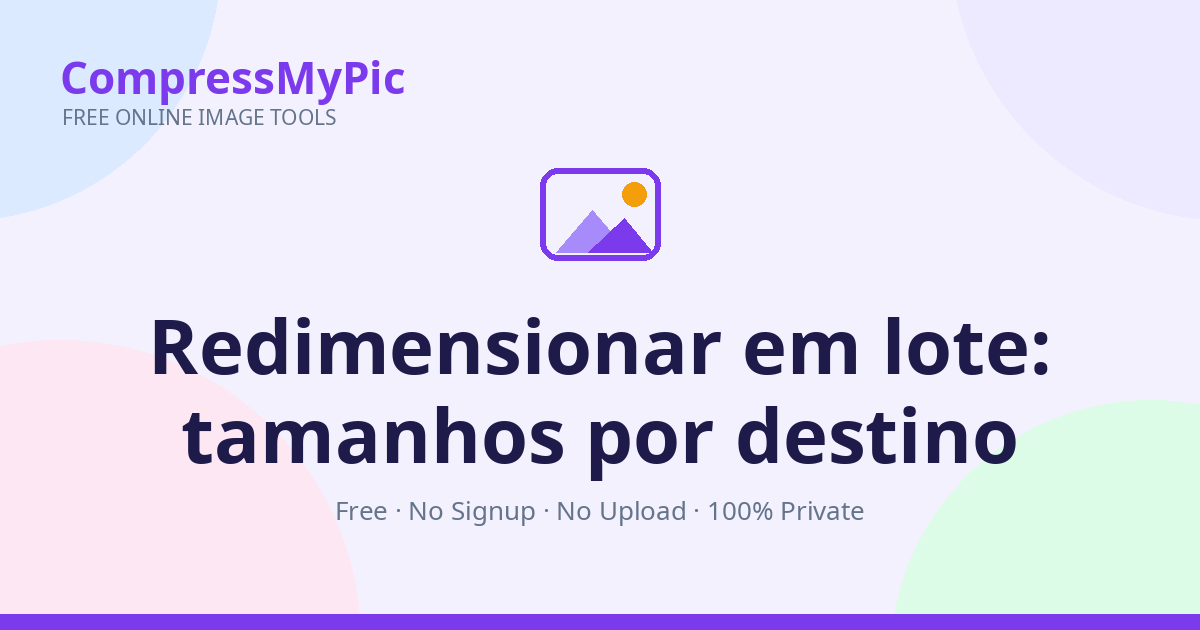 CompressMyPic
FREE ONLINE IMAGE TOOLS
Redimensionar em lote:
tamanhos por destino
Free · No Signup · No Upload · 100% Private